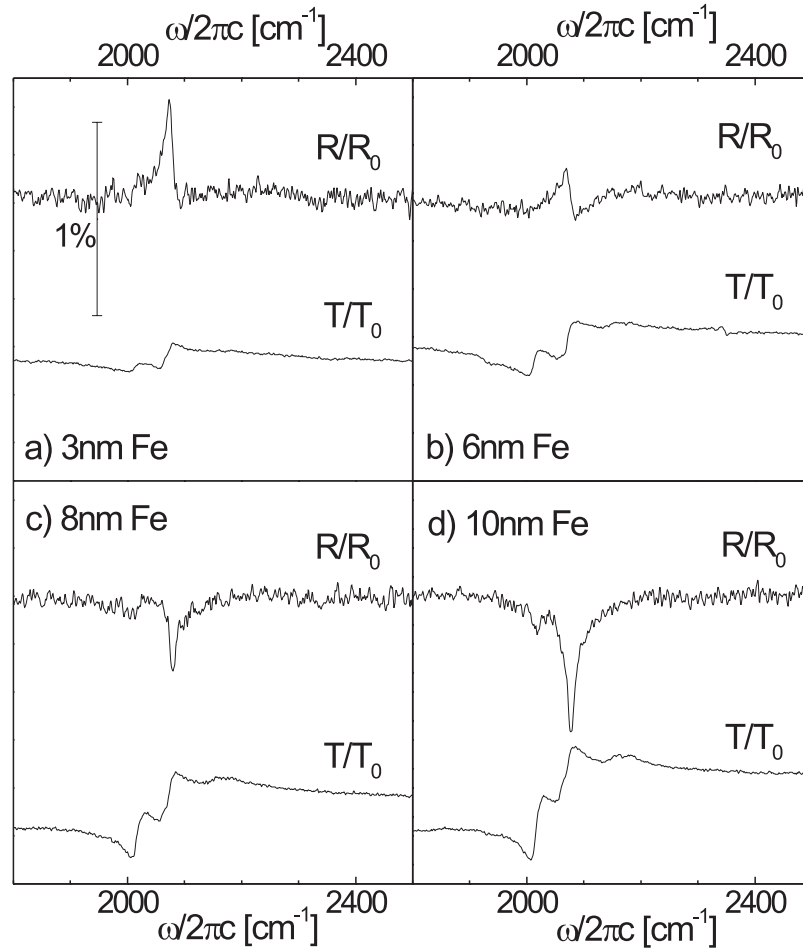 ω/2πc [cm⁻¹] ω/2πc [cm⁻¹]
2000 2400 2000 2400
R/R₀ R/R₀
1%
T/T₀ T/T₀
a) 3nm Fe b) 6nm Fe
c) 8nm Fe d) 10nm Fe
R/R₀ R/R₀
T/T₀ T/T₀
2000 2400 2000 2400
ω/2πc [cm⁻¹] ω/2πc [cm⁻¹]